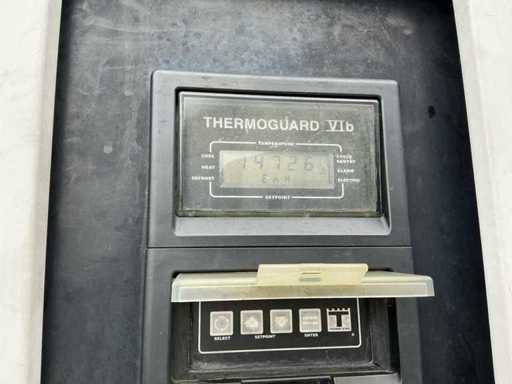 THERMOGUARD VIb
TEMPERATURE
COOL
HEAT
DEFROST
14726
CYCLE
SENTRY
ALARM
ELECTRIC
SETPOINT
SELECT SETPOINT ENTER